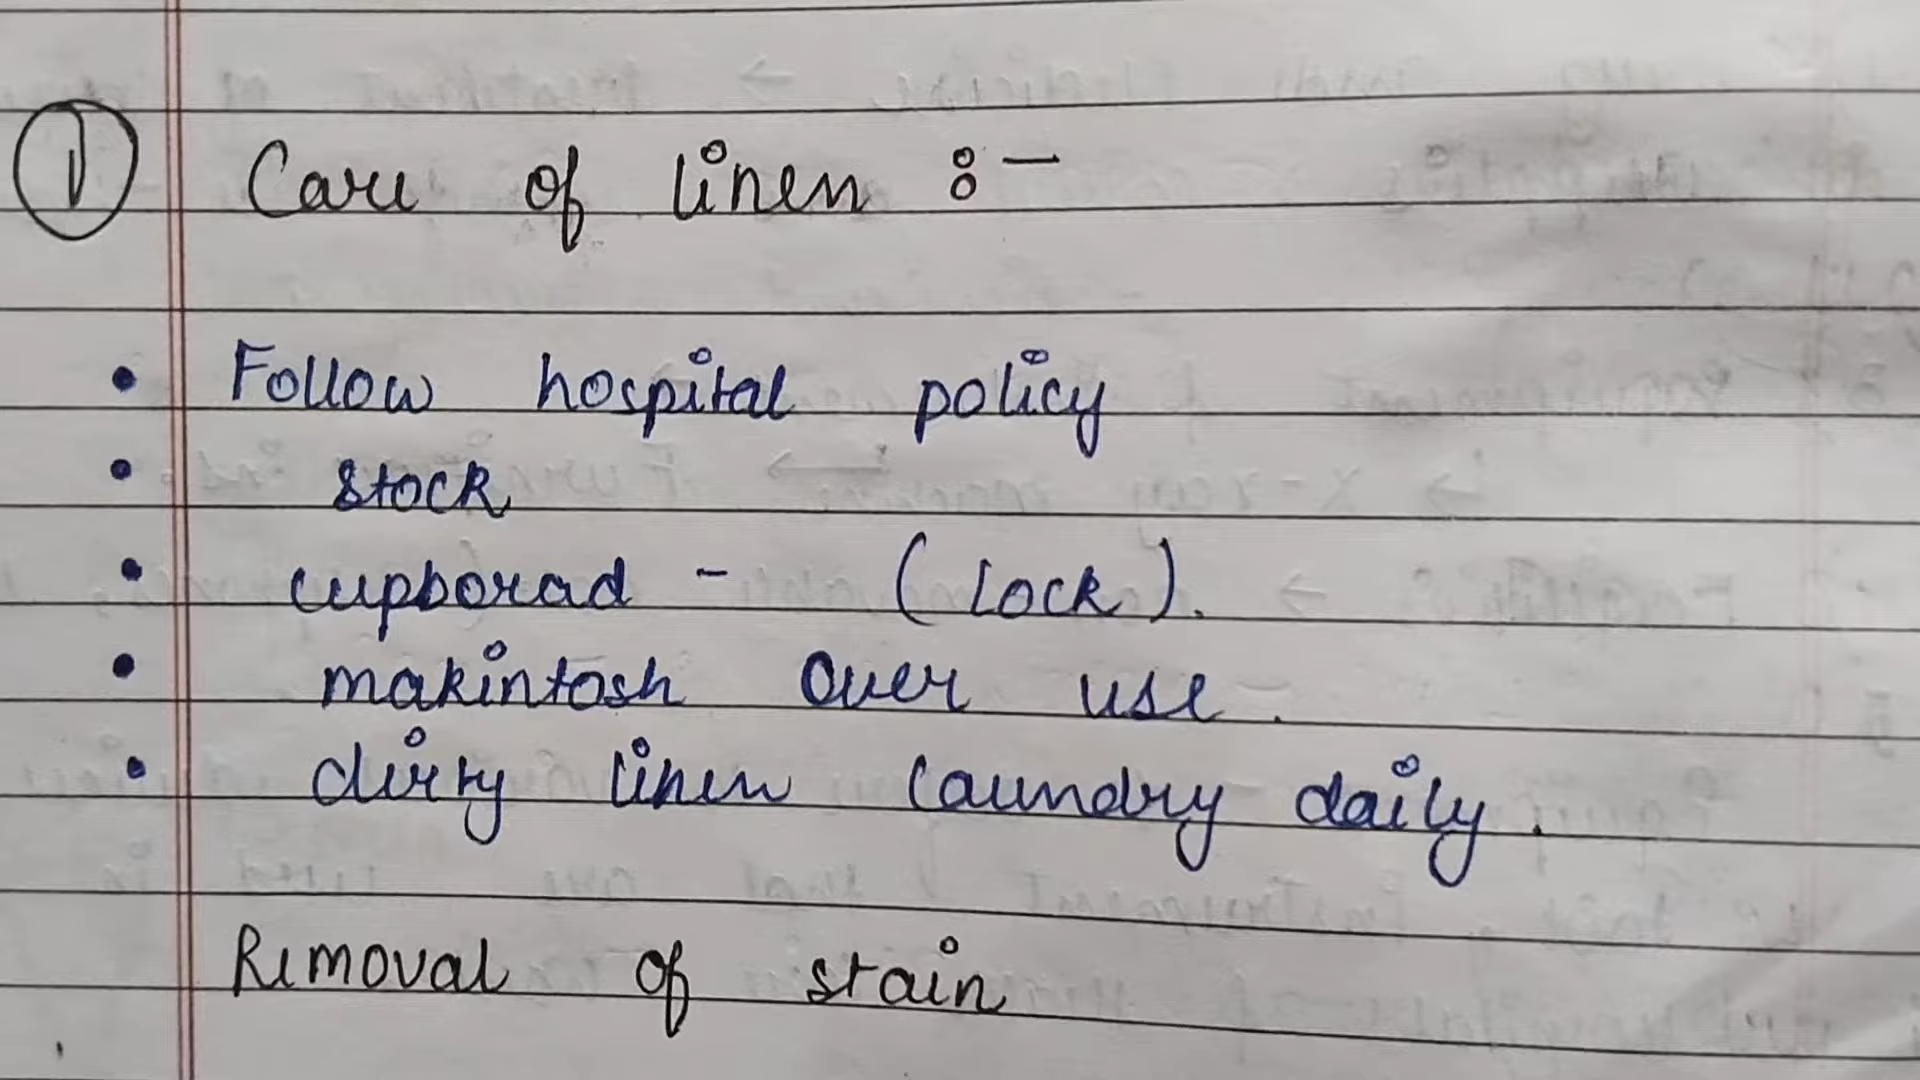 ① Care of linen :-
• Follow hospital policy
• stock
• cupborad - (Lock).
• makintosh over use.
• dirty linen laundry daily.
Removal of stain